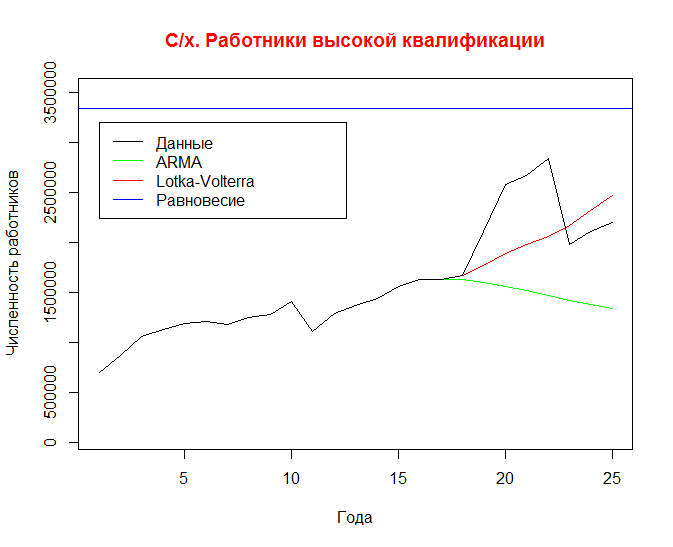 С/х. Работники высокой квалификации
Численность работников
3500000
2500000
1500000
500000
0
Данные
ARMA
Lotka-Volterra
Равновесие
5 10 15 20 25
Года